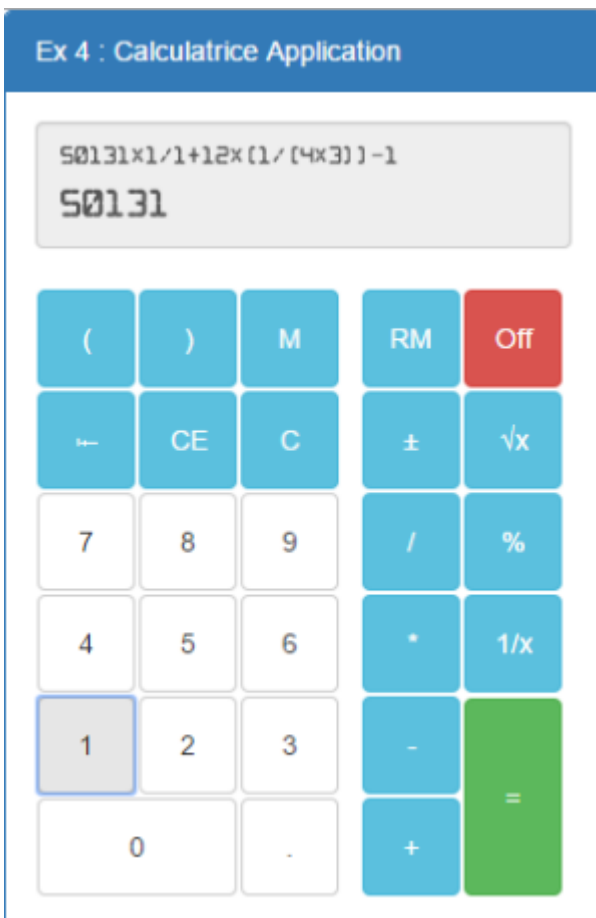 Ex 4 : Calculatrice Application
50131x1/1+12x(1/(4x3))-1
50131
( ) M RM Off
CE C ± √x
7 8 9 / %
4 5 6 * 1/x
1 2 3 - =
0 . +